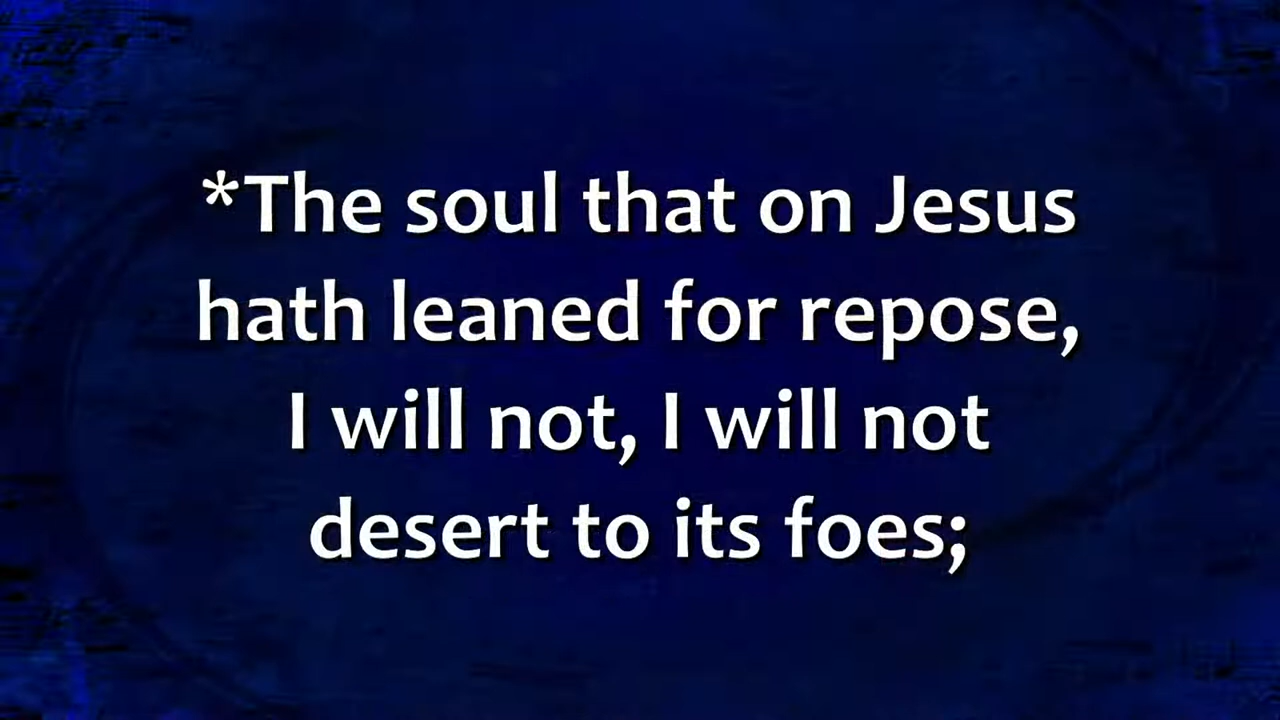 *The soul that on Jesus
hath leaned for repose,
I will not, I will not
desert to its foes;